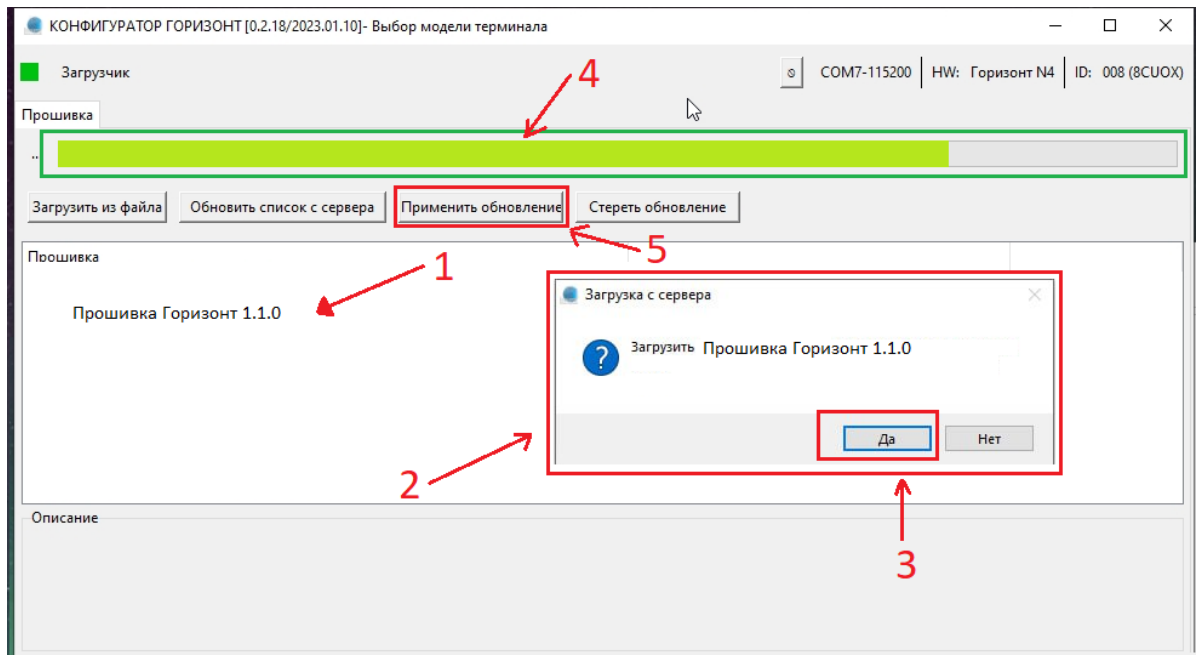 КОНФИГУРАТОР ГОРИЗОНТ [0.2.18/2023.01.10]- Выбор модели терминала
Загрузчик
COM7-115200 HW: Горизонт N4 ID: 008 (8CUOX)
4
Прошивка
..
Загрузить из файла Обновить список с сервера Применить обновление Стереть обновление
5
Прошивка
1
Прошивка Горизонт 1.1.0
Загрузка с сервера
Загрузить Прошивка Горизонт 1.1.0
Да Нет
2
3
Описание